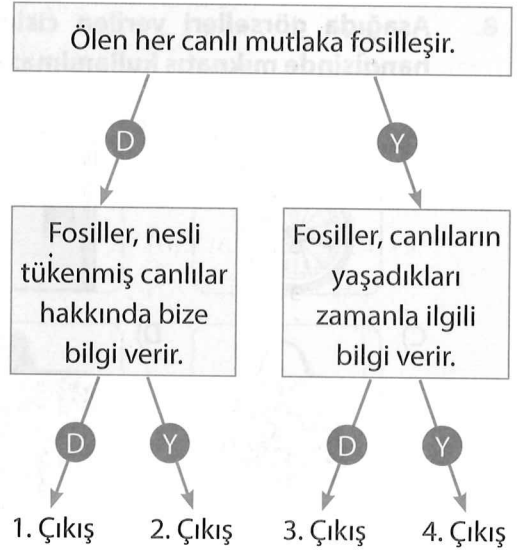 Ölen her canlı mutlaka fosilleşir.
D
Y
Fosiller, nesli
tükenmiş canlılar
hakkında bize
bilgi verir.
Fosiller, canlıların
yaşadıkları
zamanla ilgili
bilgi verir.
D
Y
D
Y
1. Çıkış
2. Çıkış
3. Çıkış
4. Çıkış